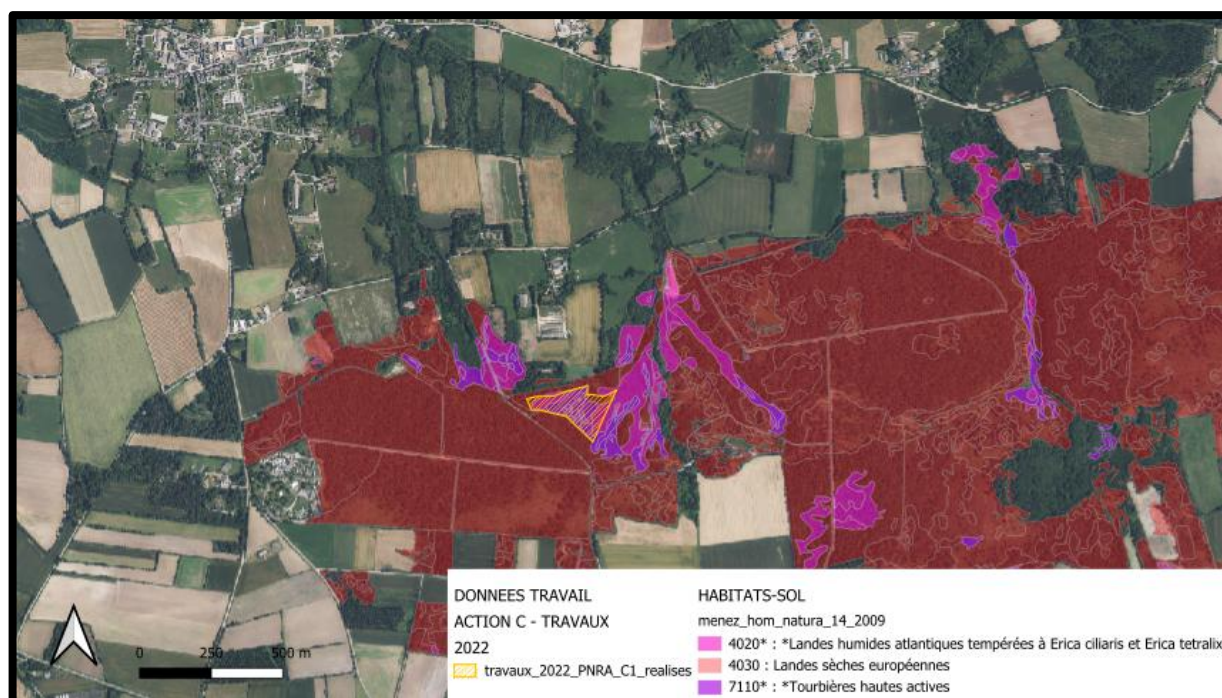 0 250 500 m
DONNEES TRAVAIL
ACTION C - TRAVAUX
2022
travaux_2022_PNRA_C1_realises
HABITATS-SOL
menez_hom_natura_14_2009
4020* : *Landes humides atlantiques tempérées à Erica ciliaris et Erica tetralix
4030 : Landes sèches européennes
7110* : *Tourbières hautes actives